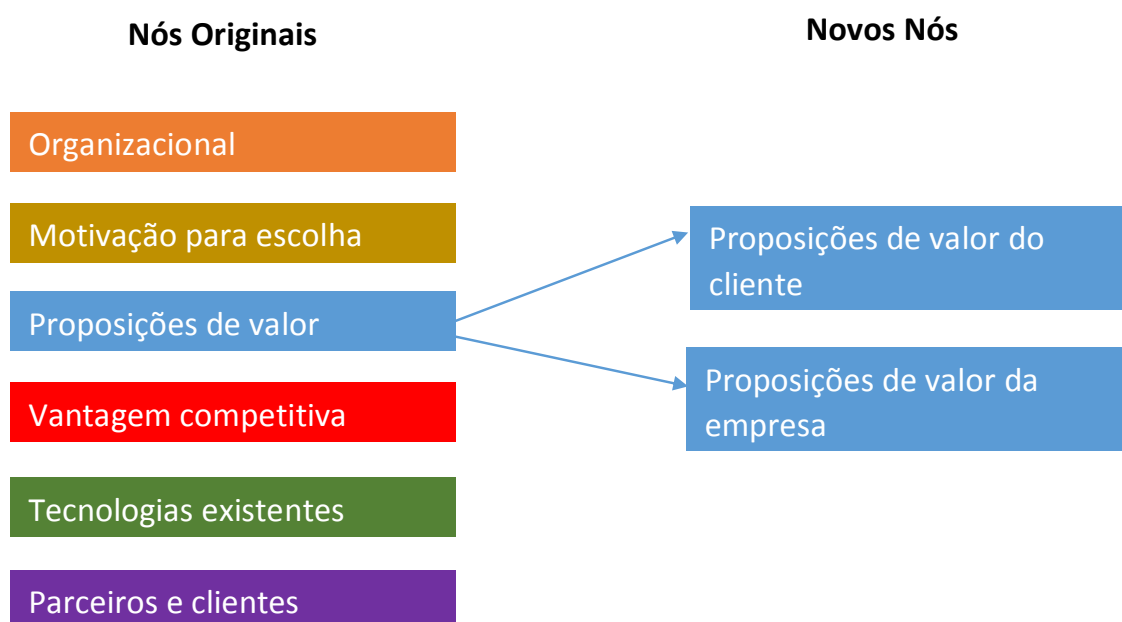 Nós Originais
Novos Nós
Organizacional
Motivação para escolha
Proposições de valor
Vantagem competitiva
Tecnologias existentes
Parceiros e clientes
Proposições de valor do
cliente
Proposições de valor da
empresa